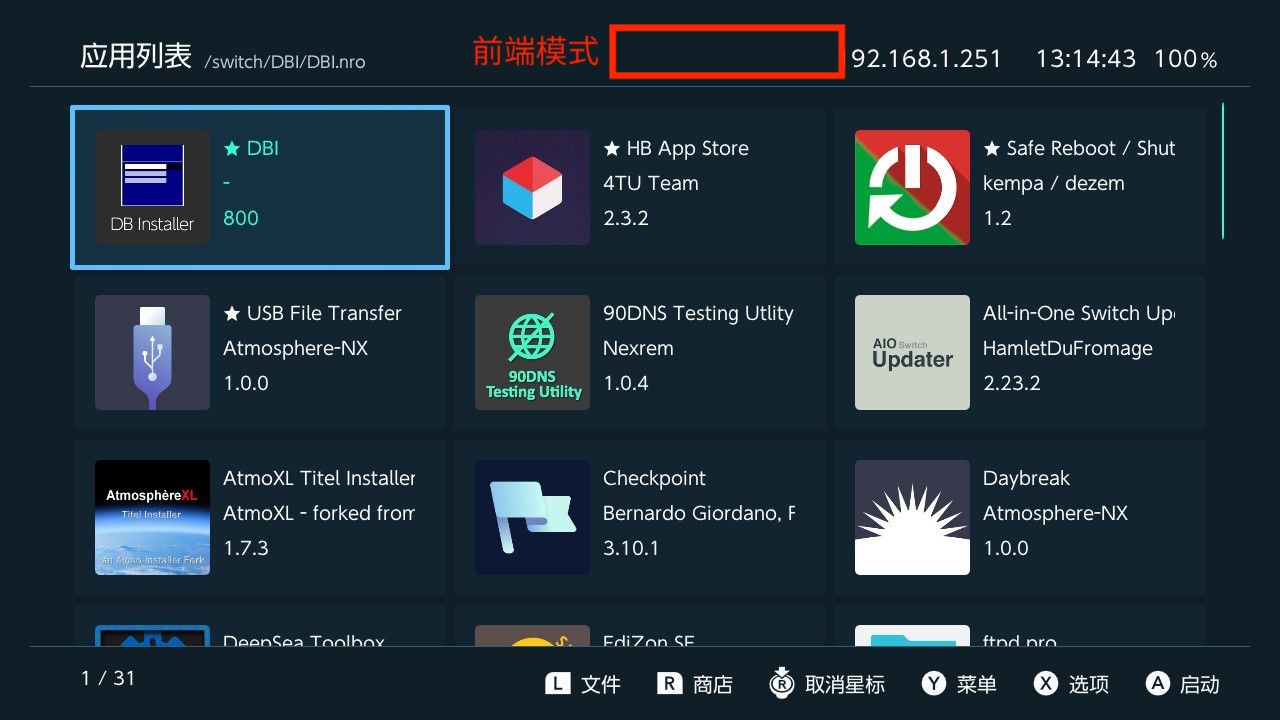 应用列表 /switch/DBI/DBI.nro 前端模式 92.168.1.251 13:14:43 100%
★ DBI
-
800
DB Installer
★ HB App Store
4TU Team
2.3.2
★ Safe Reboot / Shut
kempa / dezem
1.2
★ USB File Transfer
Atmosphere-NX
1.0.0
90DNS Testing Utlity
Nexrem
1.0.4
90DNS
Testing Utility
All-in-One Switch Up
HamletDuFromage
2.23.2
AIO Switch
Updater
AtmoXL Titel Installer
AtmoXL - forked from
1.7.3
AtmosphèreXL
Titel Installer
an Awoo Installer Fork
Checkpoint
Bernardo Giordano, F
3.10.1
Daybreak
Atmosphere-NX
1.0.0
DeepSea Toolbox
EdiZon SE
ftpd pro
1 / 31
L 文件 R 商店 R 取消星标 Y 菜单 X 选项 A 启动